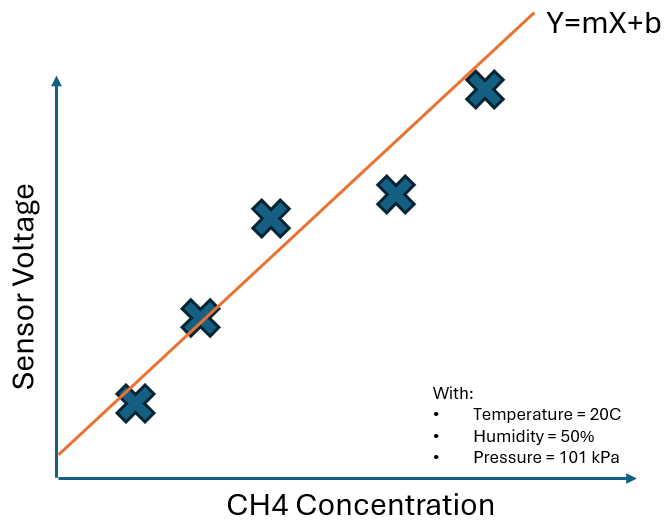 Y=mX+b
Sensor Voltage
With:
• Temperature = 20C
• Humidity = 50%
• Pressure = 101 kPa
CH4 Concentration